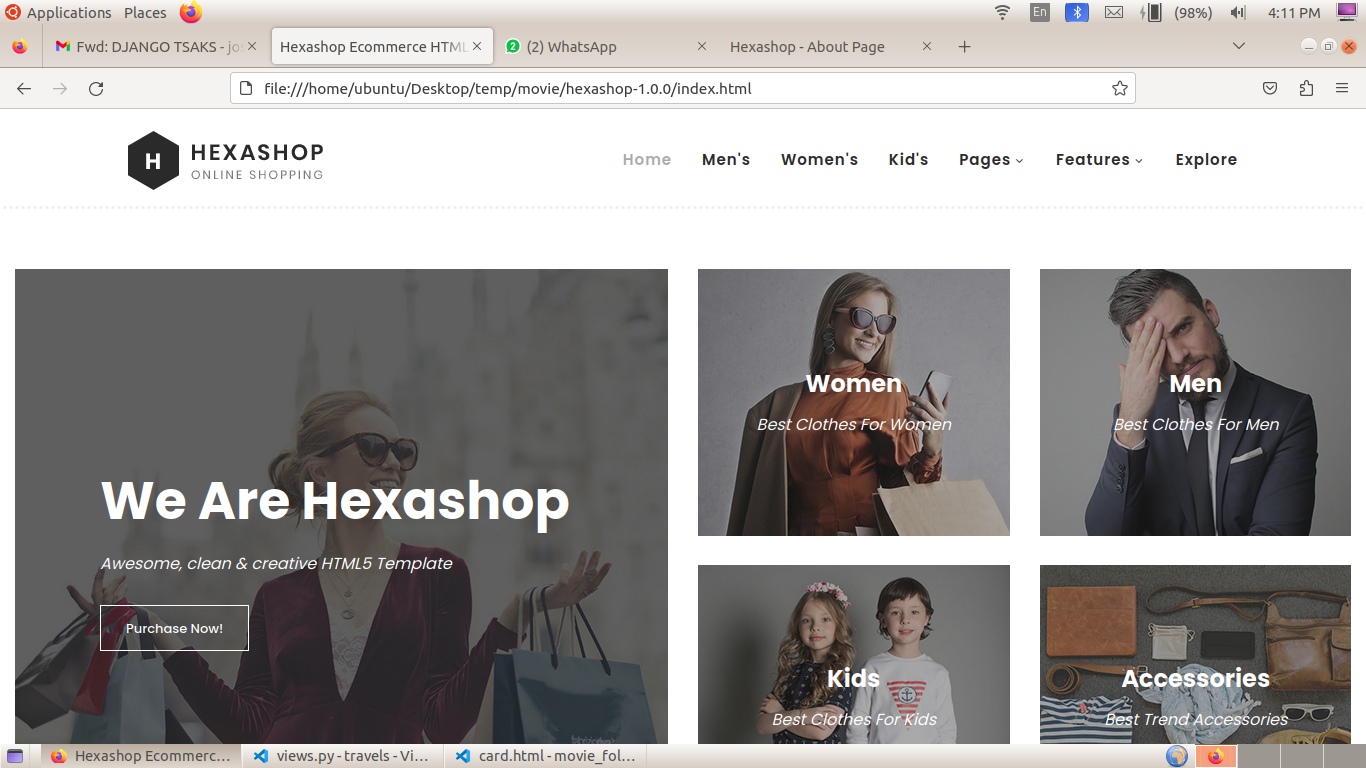 Applications Places En (98%) 4:11 PM
Fwd: DJANGO TSAKS - jo
Hexashop Ecommerce HTML
2 (2) WhatsApp
Hexashop - About Page
file:///home/ubuntu/Desktop/temp/movie/hexashop-1.0.0/index.html
H
HEXASHOP
ONLINE SHOPPING
Home Men's Women's Kid's Pages Features Explore
We Are Hexashop
Awesome, clean & creative HTML5 Template
Purchase Now!
Women
Best Clothes For Women
Men
Best Clothes For Men
Kids
Best Clothes For Kids
Accessories
Best Trend Accessories
Hexashop Ecommerc... views.py - travels - Vi... card.html - movie_fol...